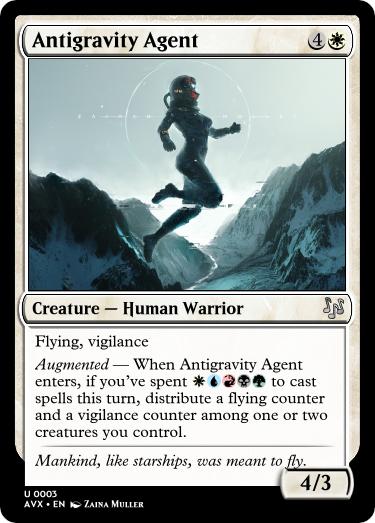 Antigravity Agent 4
Creature — Human Warrior
Flying, vigilance
Augmented — When Antigravity Agent
enters, if you've spent to cast
spells this turn, distribute a flying counter
and a vigilance counter among one or two
creatures you control.
Mankind, like starships, was meant to fly.
4/3
U 0003
AVX • EN Zaina Muller